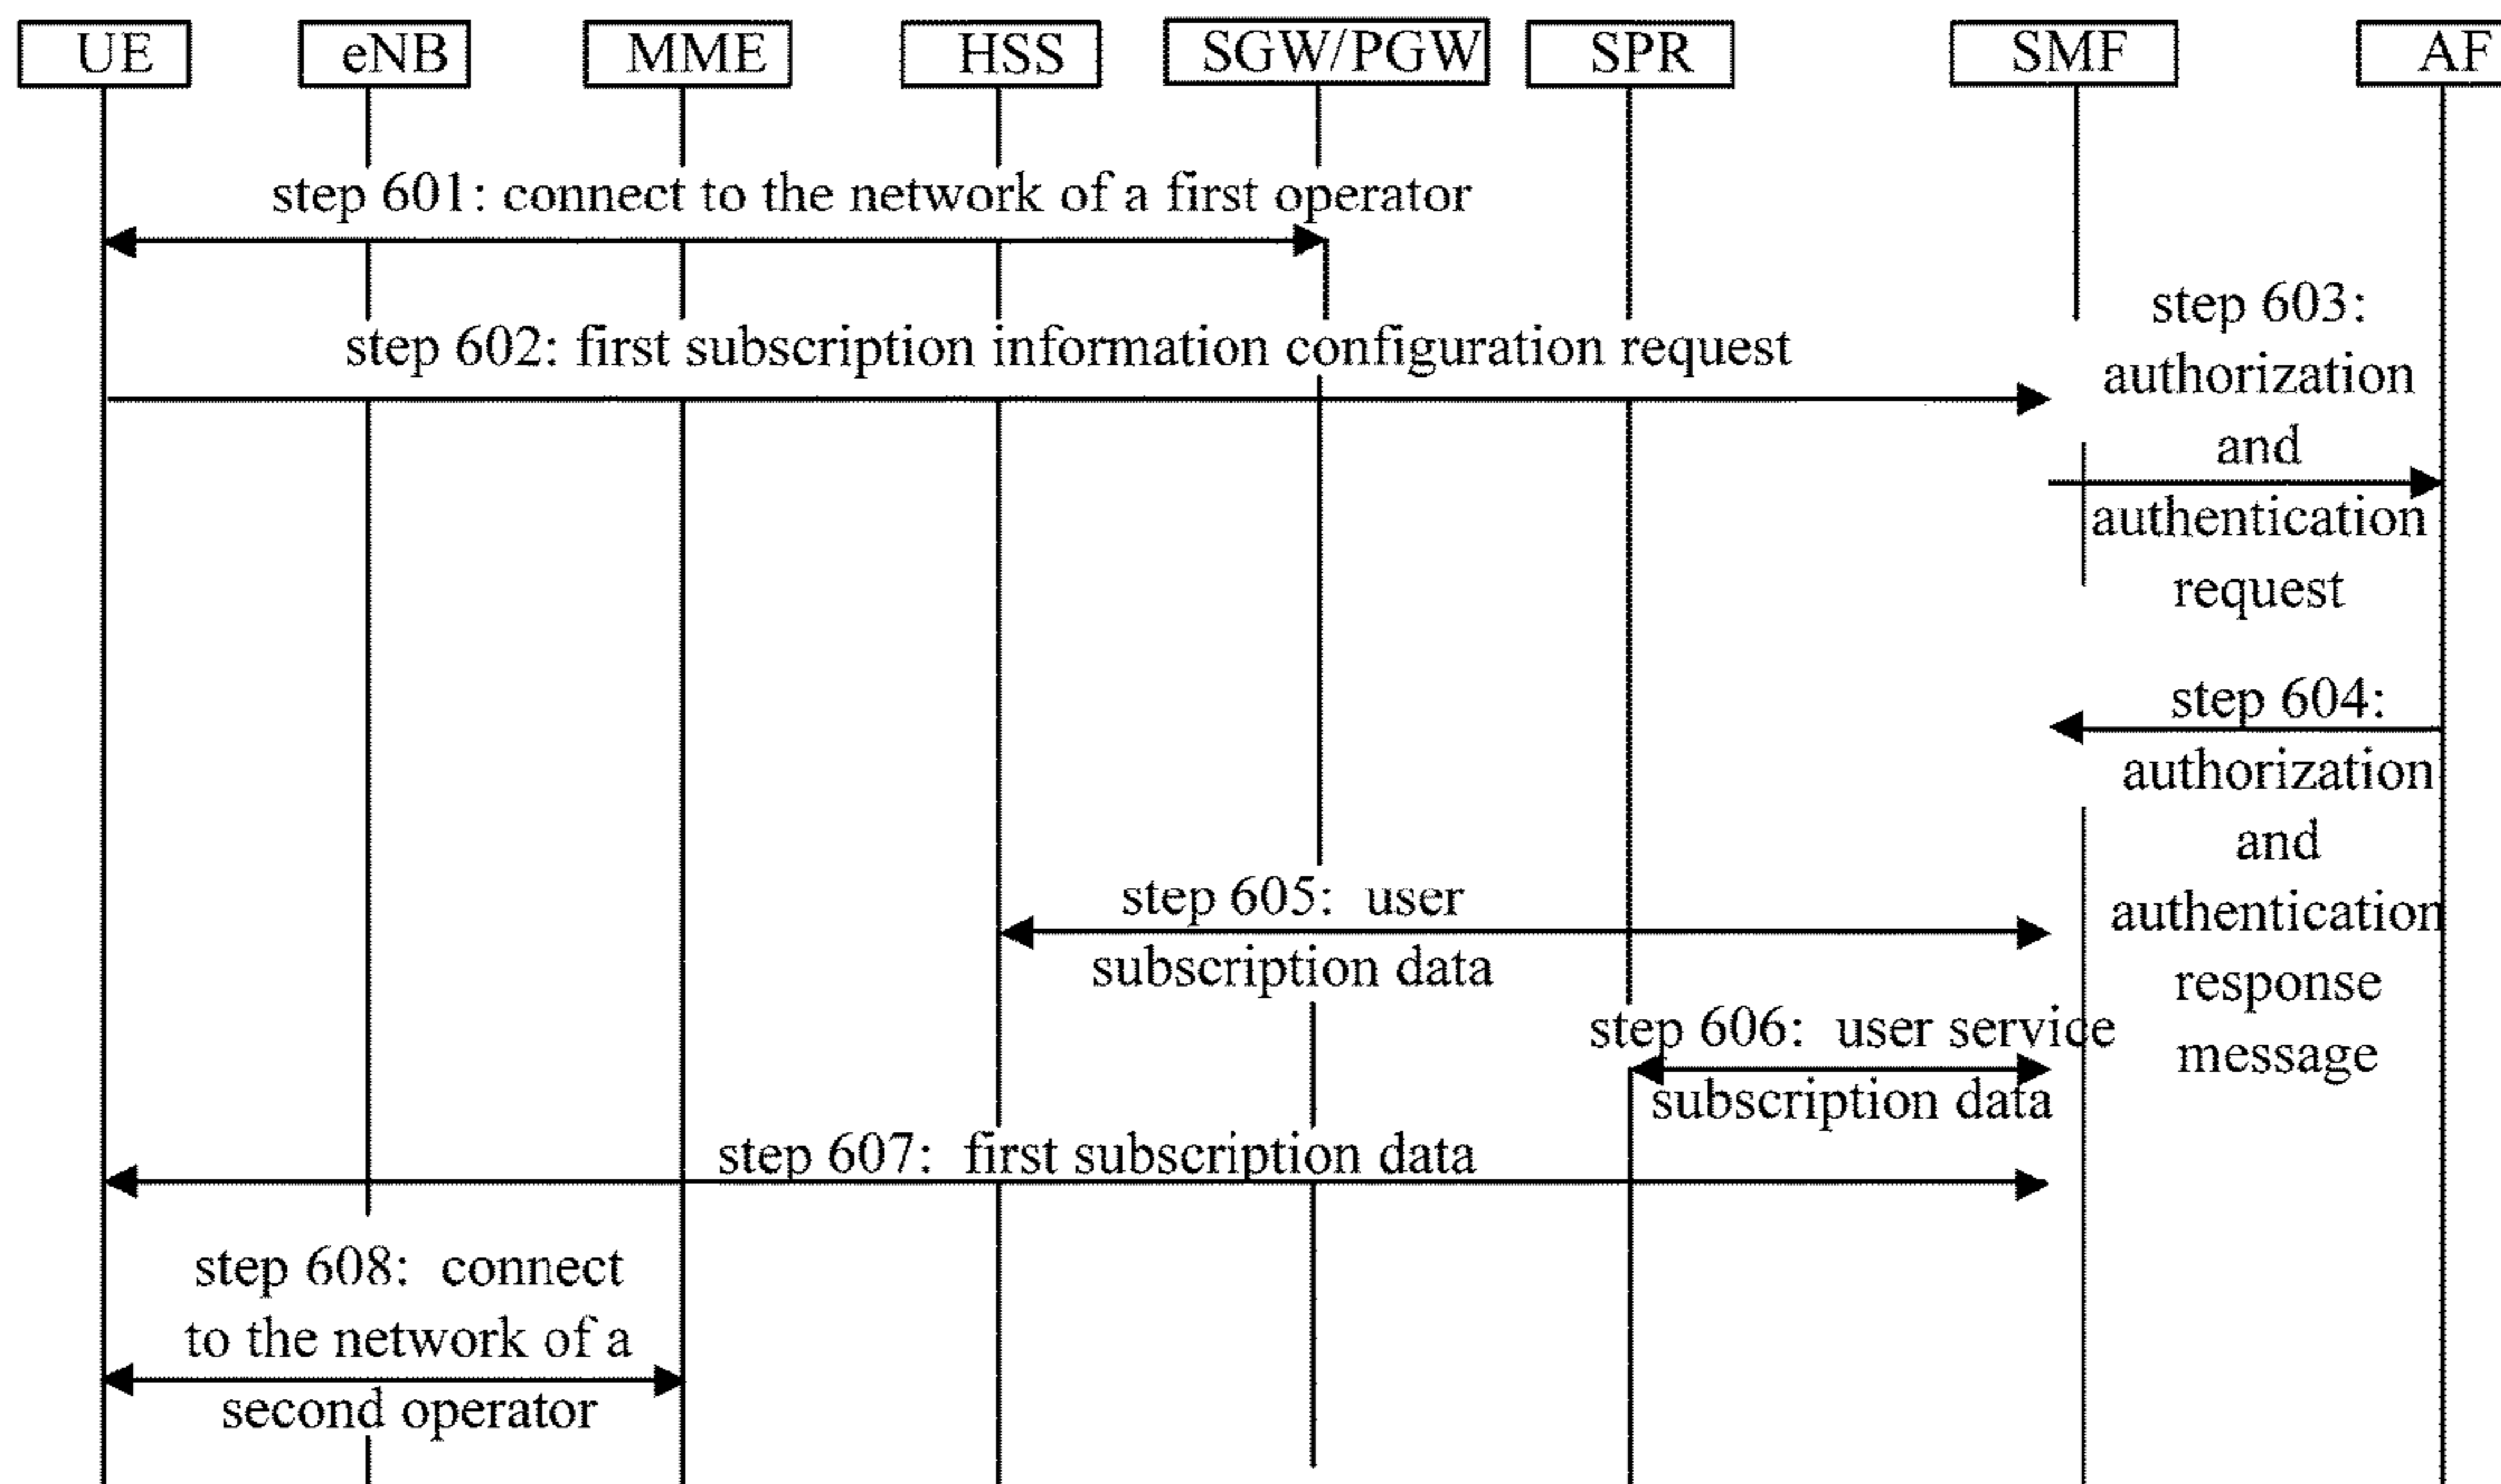 UE eNB MME HSS SGW/PGW SPR SMF AF
step 601: connect to the network of a first operator
step 602: first subscription information configuration request
step 603:
authorization
and
authentication
request
step 604:
authorization
and
authentication
response
message
step 605: user
subscription data
step 606: user service
subscription data
step 607: first subscription data
step 608: connect
to the network of a
second operator